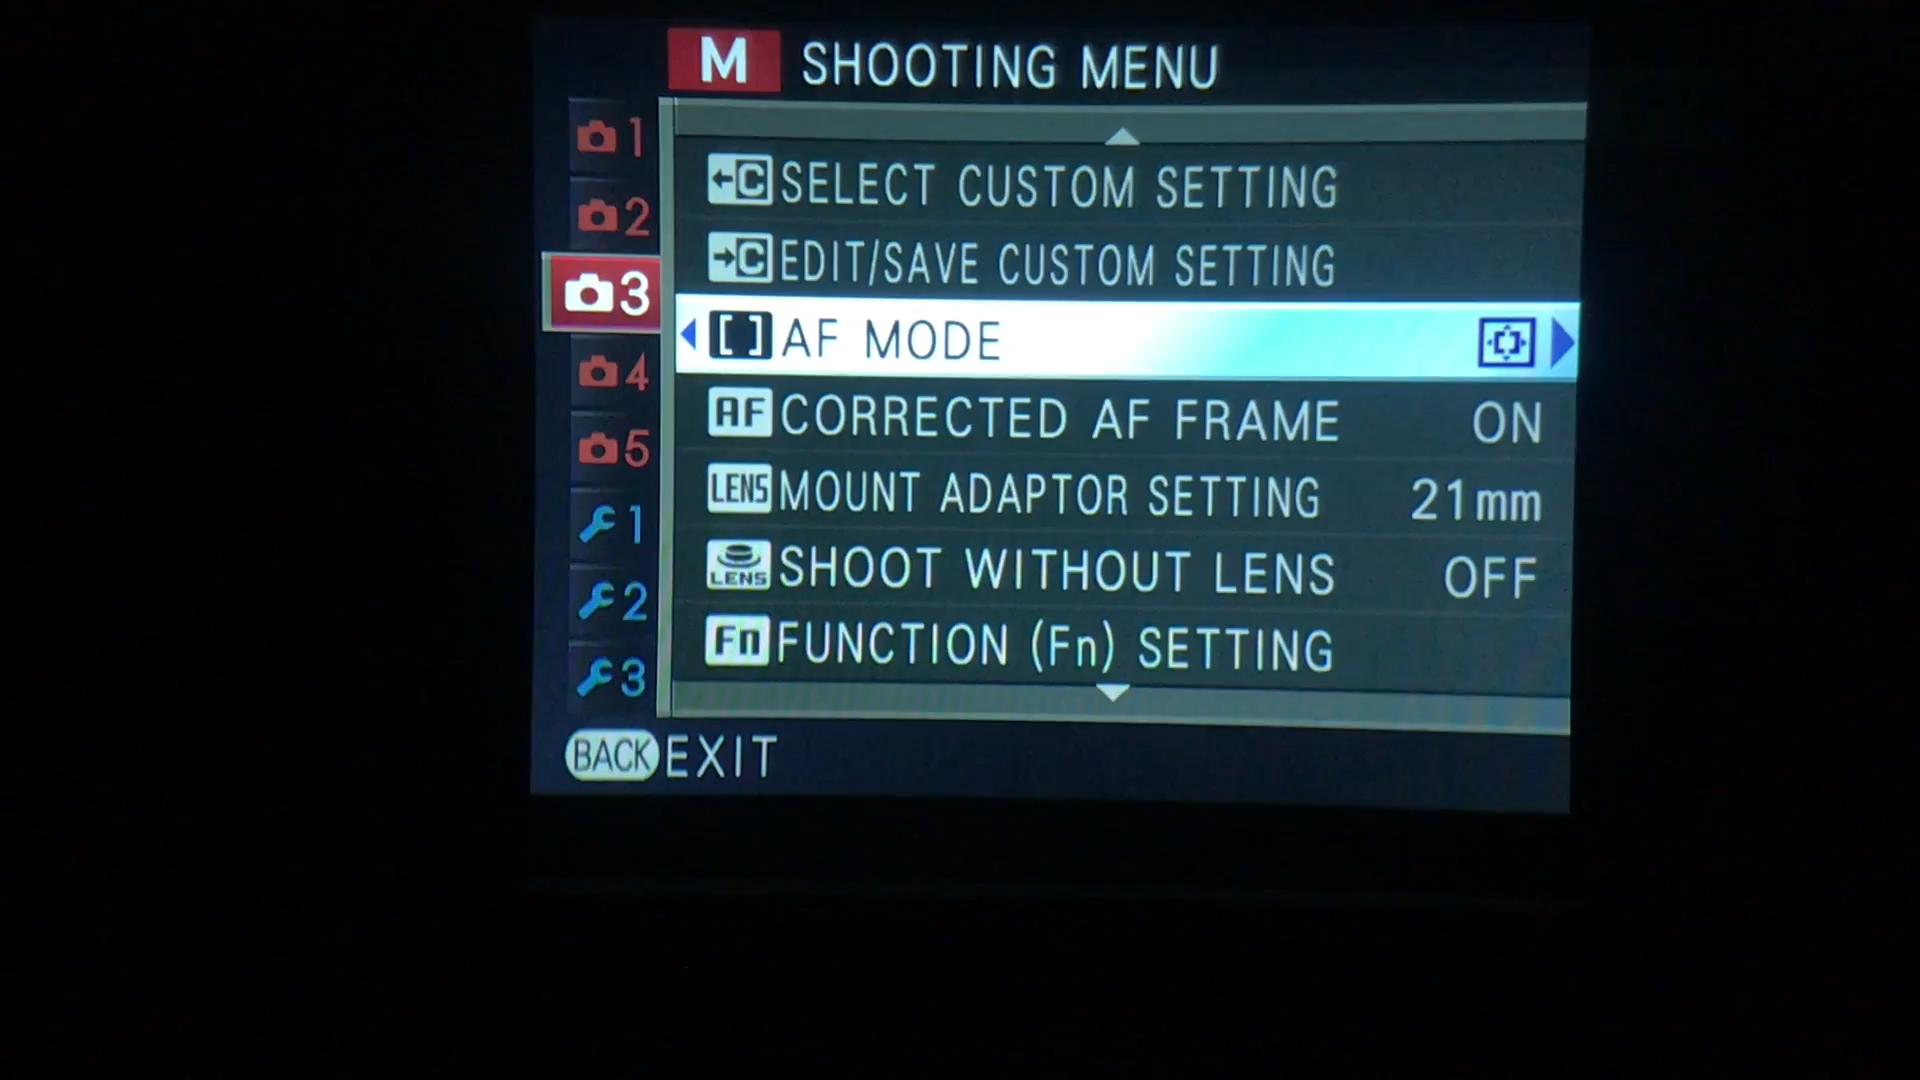 M SHOOTING MENU
1
2
3
4
5
1
2
3
C SELECT CUSTOM SETTING
C EDIT/SAVE CUSTOM SETTING
[ ] AF MODE
AF CORRECTED AF FRAME ON
LENS MOUNT ADAPTOR SETTING 21mm
LENS SHOOT WITHOUT LENS OFF
Fn FUNCTION (Fn) SETTING
BACK EXIT